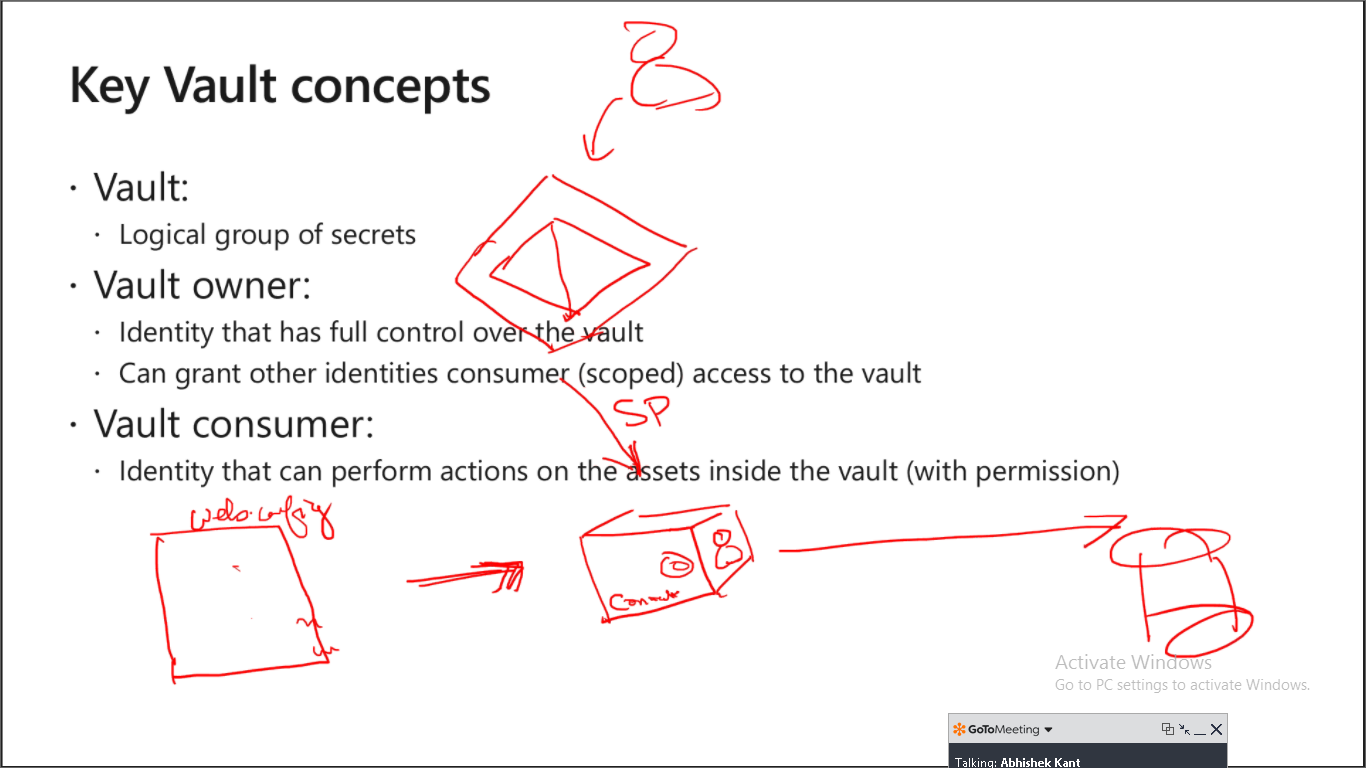 Key Vault concepts
• Vault:
• Logical group of secrets
• Vault owner:
• Identity that has full control over the vault
• Can grant other identities consumer (scoped) access to the vault
SP
• Vault consumer:
• Identity that can perform actions on the assets inside the vault (with permission)
Activate Windows
Go to PC settings to activate Windows.
GoToMeeting
Talking: Abhishek Kant